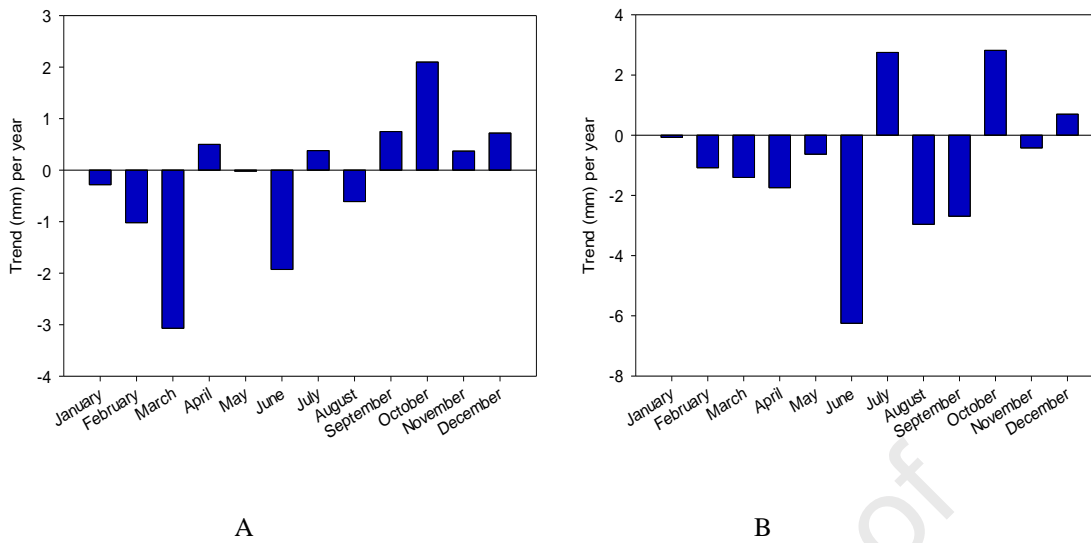 3
2
1
0
-1
-2
-3
-4
Trend (mm) per year
January
February
March
April
May
June
July
August
September
October
November
December
A
4
2
0
-2
-4
-6
-8
Trend (mm) per year
January
February
March
April
May
June
July
August
September
October
November
December
B
of